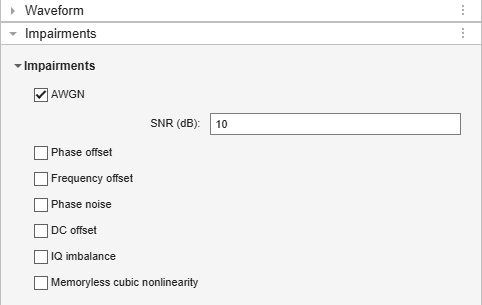 Waveform
Impairments
Impairments
AWGN
SNR (dB): 10
Phase offset
Frequency offset
Phase noise
DC offset
IQ imbalance
Memoryless cubic nonlinearity